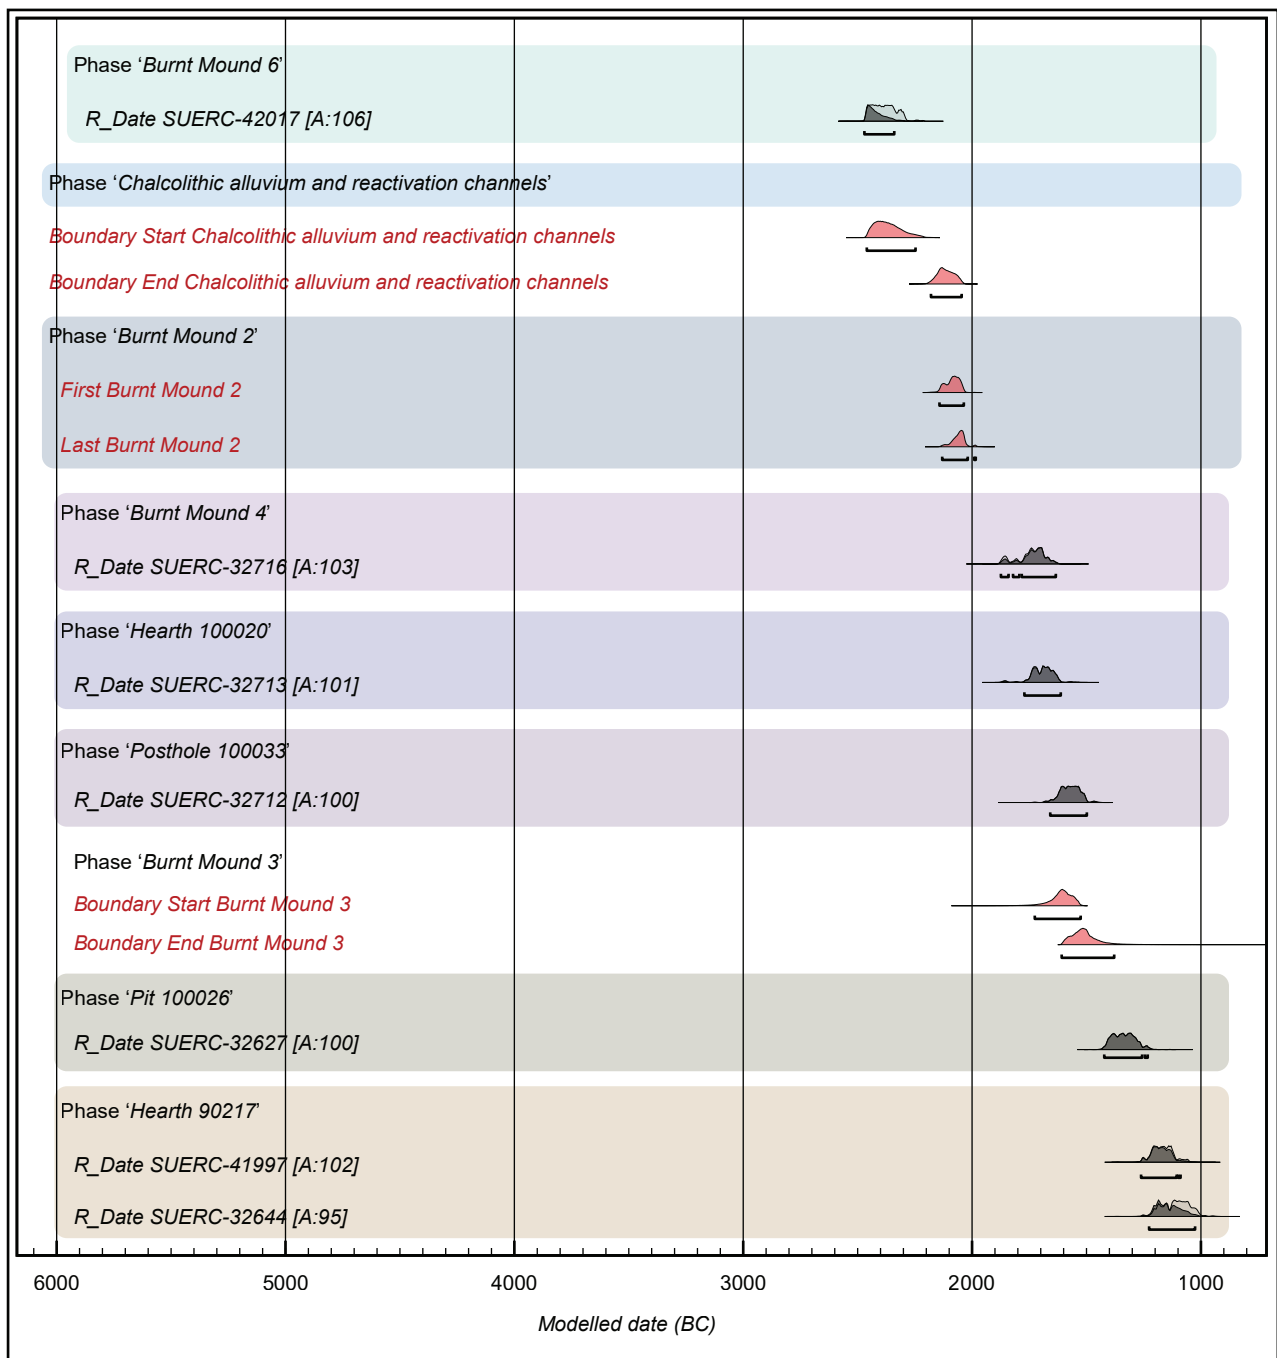 Phase ‘Burnt Mound 6’
R_Date SUERC-42017 [A:106]
Phase ‘Chalcolithic alluvium and reactivation channels’
Boundary Start Chalcolithic alluvium and reactivation channels
Boundary End Chalcolithic alluvium and reactivation channels
Phase ‘Burnt Mound 2’
First Burnt Mound 2
Last Burnt Mound 2
Phase ‘Burnt Mound 4’
R_Date SUERC-32716 [A:103]
Phase ‘Hearth 100020’
R_Date SUERC-32713 [A:101]
Phase ‘Posthole 100033’
R_Date SUERC-32712 [A:100]
Phase ‘Burnt Mound 3’
Boundary Start Burnt Mound 3
Boundary End Burnt Mound 3
Phase ‘Pit 100026’
R_Date SUERC-32627 [A:100]
Phase ‘Hearth 90217’
R_Date SUERC-41997 [A:102]
R_Date SUERC-32644 [A:95]
6000 5000 4000 3000 2000 1000
Modelled date (BC)